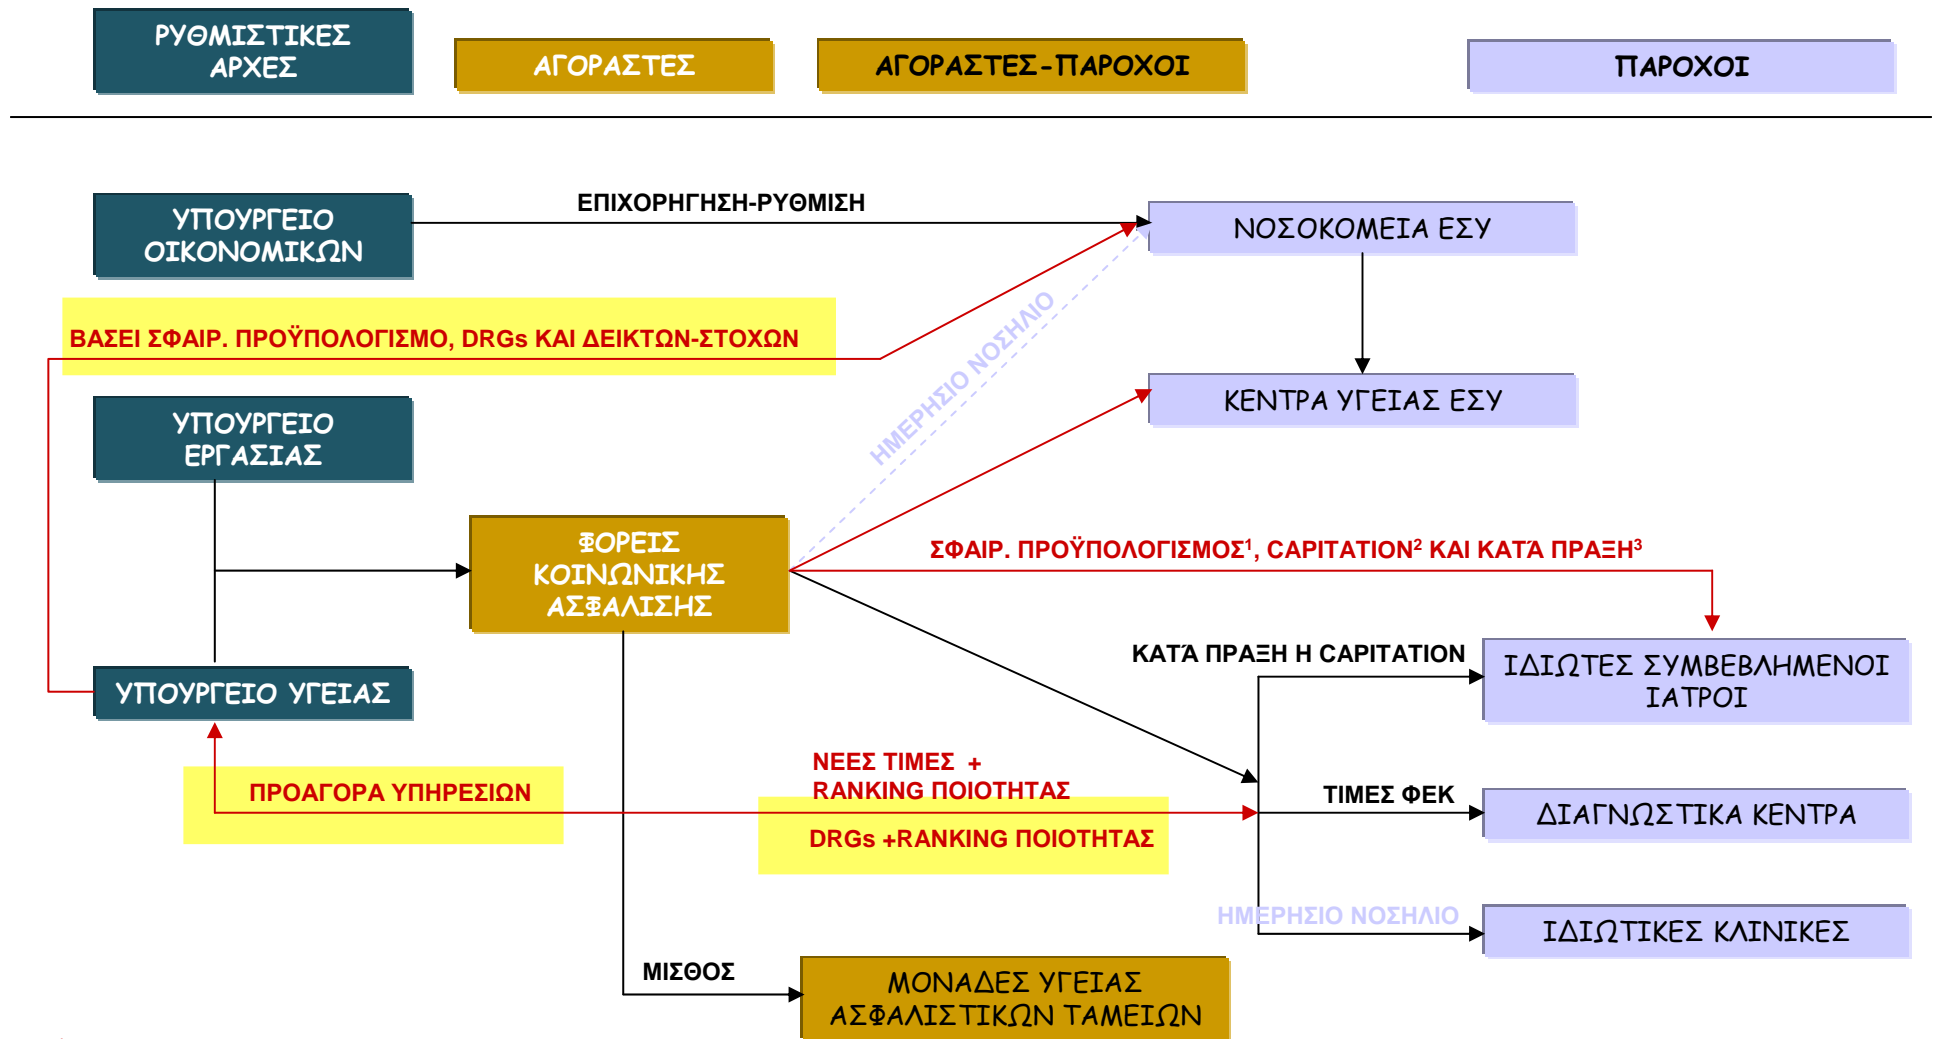 ΡΥΘΜΙΣΤΙΚΕΣ
ΑΡΧΕΣ
ΑΓΟΡΑΣΤΕΣ
ΑΓΟΡΑΣΤΕΣ-ΠΑΡΟΧΟΙ
ΠΑΡΟΧΟΙ
ΥΠΟΥΡΓΕΙΟ
ΟΙΚΟΝΟΜΙΚΩΝ
ΕΠΙΧΟΡΗΓΗΣΗ-ΡΥΘΜΙΣΗ
ΝΟΣΟΚΟΜΕΙΑ ΕΣΥ
ΒΑΣΕΙ ΣΦΑΙΡ. ΠΡΟΫΠΟΛΟΓΙΣΜΟ, DRGs ΚΑΙ ΔΕΙΚΤΩΝ-ΣΤΟΧΩΝ
ΗΜΕΡΗΣΙΟ ΝΟΣΗΛΙΟ
ΚΕΝΤΡΑ ΥΓΕΙΑΣ ΕΣΥ
ΥΠΟΥΡΓΕΙΟ
ΕΡΓΑΣΙΑΣ
ΦΟΡΕΙΣ
ΚΟΙΝΩΝΙΚΗΣ
ΑΣΦΑΛΙΣΗΣ
ΣΦΑΙΡ. ΠΡΟΫΠΟΛΟΓΙΣΜΟΣ¹, CAPITATION² ΚΑΙ ΚΑΤΆ ΠΡΑΞΗ³
ΚΑΤΆ ΠΡΑΞΗ Η CAPITATION
ΙΔΙΩΤΕΣ ΣΥΜΒΕΒΛΗΜΕΝΟΙ
ΙΑΤΡΟΙ
ΥΠΟΥΡΓΕΙΟ ΥΓΕΙΑΣ
ΠΡΟΑΓΟΡΑ ΥΠΗΡΕΣΙΩΝ
ΝΕΕΣ ΤΙΜΕΣ +
RANKING ΠΟΙΟΤΗΤΑΣ
DRGs +RANKING ΠΟΙΟΤΗΤΑΣ
ΤΙΜΕΣ ΦΕΚ
ΔΙΑΓΝΩΣΤΙΚΑ ΚΕΝΤΡΑ
ΗΜΕΡΗΣΙΟ ΝΟΣΗΛΙΟ
ΙΔΙΩΤΙΚΕΣ ΚΛΙΝΙΚΕΣ
ΜΙΣΘΟΣ
ΜΟΝΑΔΕΣ ΥΓΕΙΑΣ
ΑΣΦΑΛΙΣΤΙΚΩΝ ΤΑΜΕΙΩΝ